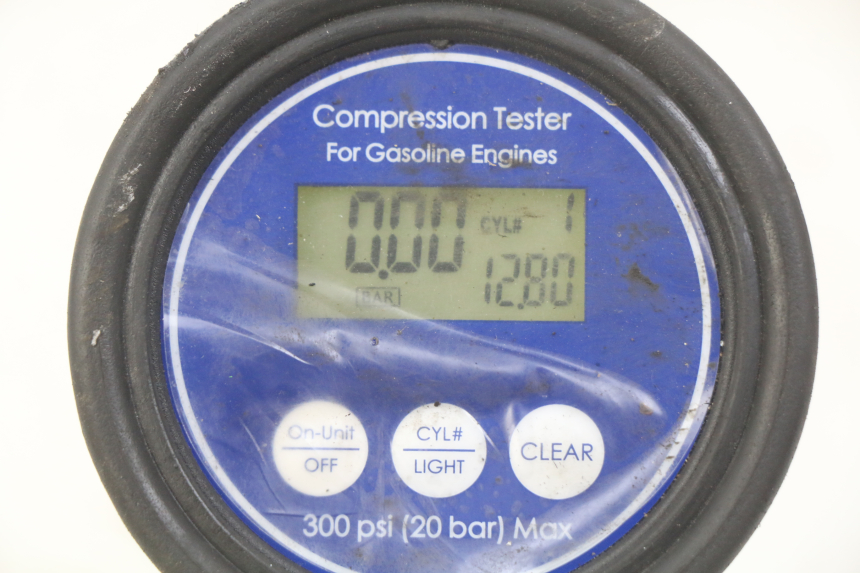 Compression Tester
For Gasoline Engines
0.00 CYL# 1
BAR 12.80
On-Unit CYL# CLEAR
OFF LIGHT
300 psi (20 bar) Max